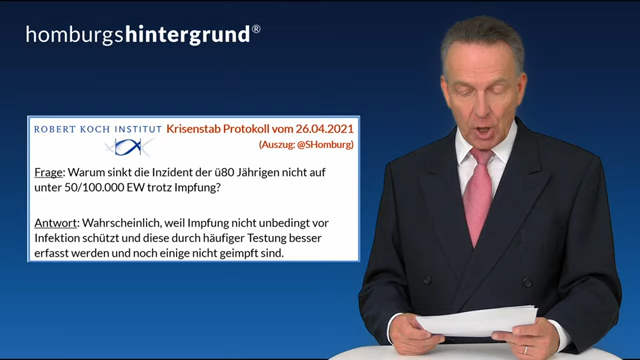 homburgshintergrund®
ROBERT KOCH INSTITUT Krisenstab Protokoll vom 26.04.2021
(Auszug: @SHomburg)
Frage: Warum sinkt die Inzident der ü80 Jährigen nicht auf
unter 50/100.000 EW trotz Impfung?
Antwort: Wahrscheinlich, weil Impfung nicht unbedingt vor
Infektion schützt und diese durch häufiger Testung besser
erfasst werden und noch einige nicht geimpft sind.